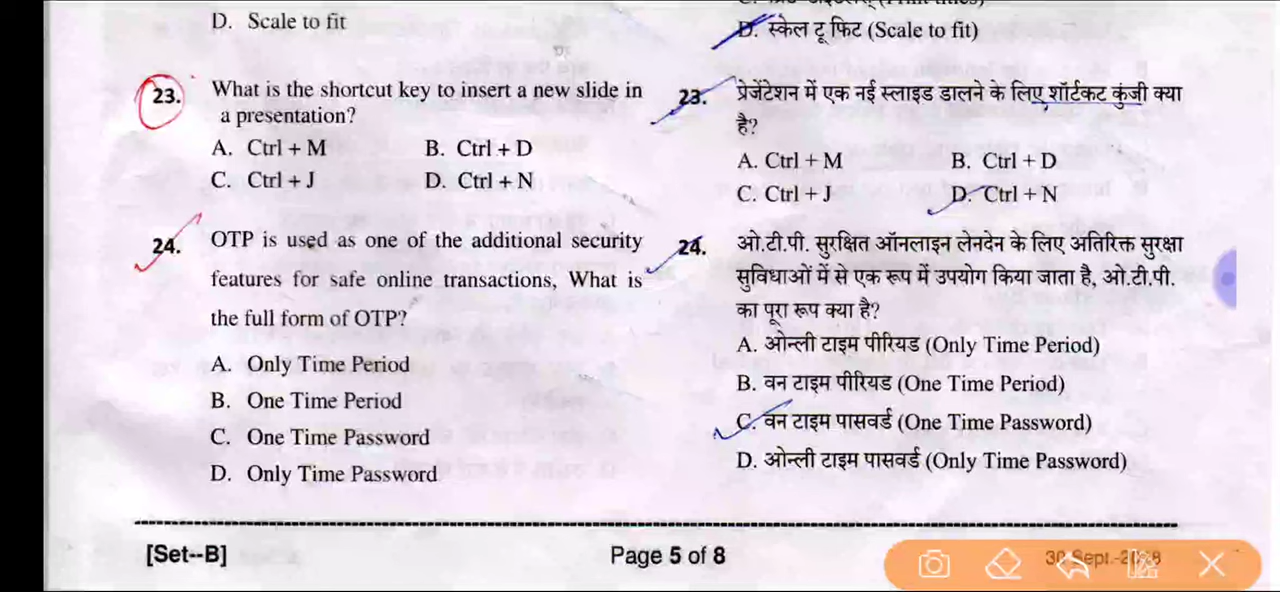 D. Scale to fit
D. स्केल टू फिट (Scale to fit)
23. What is the shortcut key to insert a new slide in
a presentation?
A. Ctrl + M B. Ctrl + D
C. Ctrl + J D. Ctrl + N
24. OTP is used as one of the additional security
features for safe online transactions, What is
the full form of OTP?
A. Only Time Period
B. One Time Period
C. One Time Password
D. Only Time Password
23. प्रेजेंटेशन में एक नई स्लाइड डालने के लिए शॉर्टकट कुंजी क्या
है?
A. Ctrl + M B. Ctrl + D
C. Ctrl + J D. Ctrl + N
24. ओ.टी.पी. सुरक्षित ऑनलाइन लेनदेन के लिए अतिरिक्त सुरक्षा
सुविधाओं में से एक रूप में उपयोग किया जाता है, ओ.टी.पी.
का पूरा रूप क्या है?
A. ओन्ली टाइम पीरियड (Only Time Period)
B. वन टाइम पीरियड (One Time Period)
C. वन टाइम पासवर्ड (One Time Password)
D. ओन्ली टाइम पासवर्ड (Only Time Password)
[Set--B] Page 5 of 8 30 Sept.